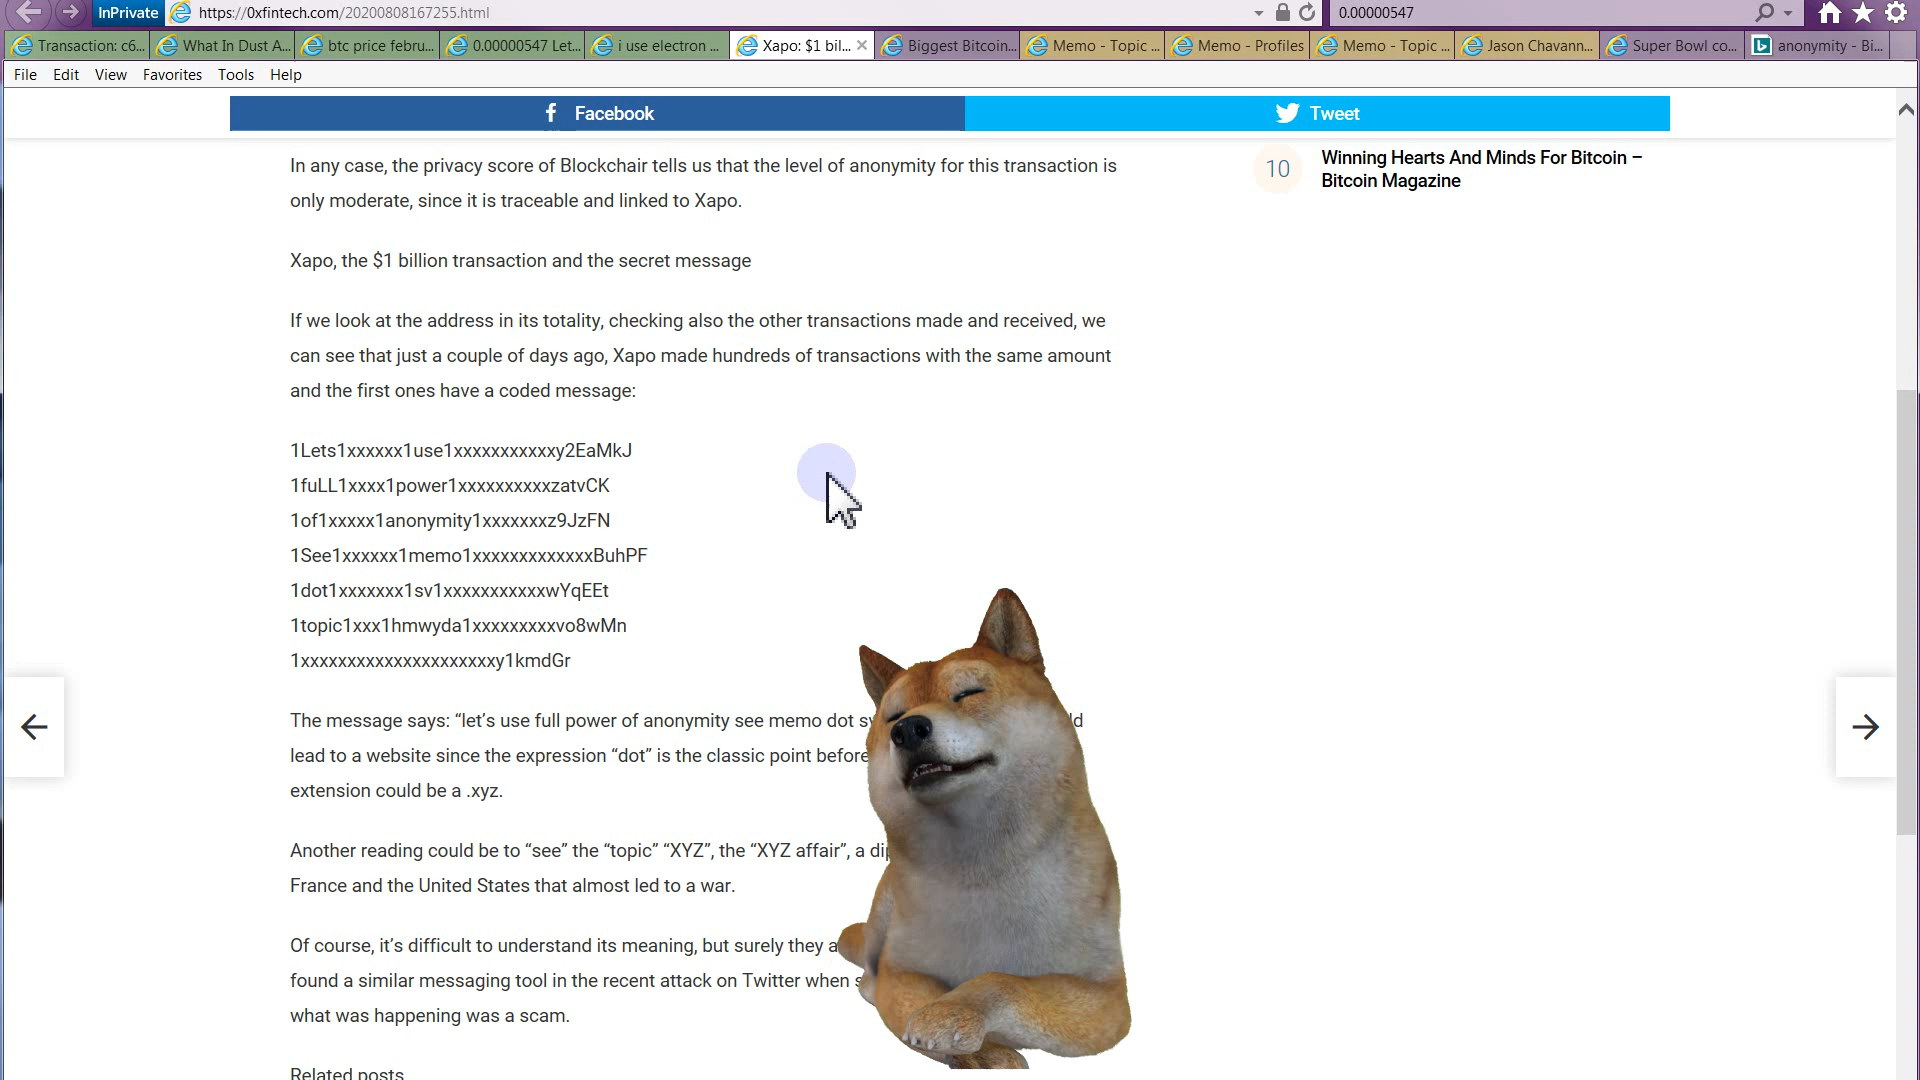 InPrivate
https://0xfintech.com/20200808167255.html
0.00000547
Transaction: c6...
What In Dust A...
btc price febru...
0.00000547 Let...
i use electron ...
Xapo: $1 bil...
Biggest Bitcoin...
Memo - Topic ...
Memo - Profiles
Memo - Topic ...
Jason Chavann...
Super Bowl co...
anonymity - Bi...
File Edit View Favorites Tools Help
Facebook
Tweet
In any case, the privacy score of Blockchair tells us that the level of anonymity for this transaction is
only moderate, since it is traceable and linked to Xapo.
10
Winning Hearts And Minds For Bitcoin –
Bitcoin Magazine
Xapo, the $1 billion transaction and the secret message
If we look at the address in its totality, checking also the other transactions made and received, we
can see that just a couple of days ago, Xapo made hundreds of transactions with the same amount
and the first ones have a coded message:
1Lets1xxxxxx1use1xxxxxxxxxxxy2EaMkJ
1fuLL1xxxx1power1xxxxxxxxxxzatvCK
1of1xxxxx1anonymity1xxxxxxxz9JzFN
1See1xxxxxx1memo1xxxxxxxxxxxxxBuhPF
1dot1xxxxxxx1sv1xxxxxxxxxxxwYqEEt
1topic1xxx1hmwyda1xxxxxxxxxvo8wMn
1xxxxxxxxxxxxxxxxxxxxxy1kmdGr
The message says: “let’s use full power of anonymity see memo dot
lead to a website since the expression “dot” is the classic point before
extension could be a .xyz.
Another reading could be to “see” the “topic” “XYZ”, the “XYZ affair”, a
France and the United States that almost led to a war.
Of course, it’s difficult to understand its meaning, but surely they
found a similar messaging tool in the recent attack on Twitter when
what was happening was a scam.
Related posts